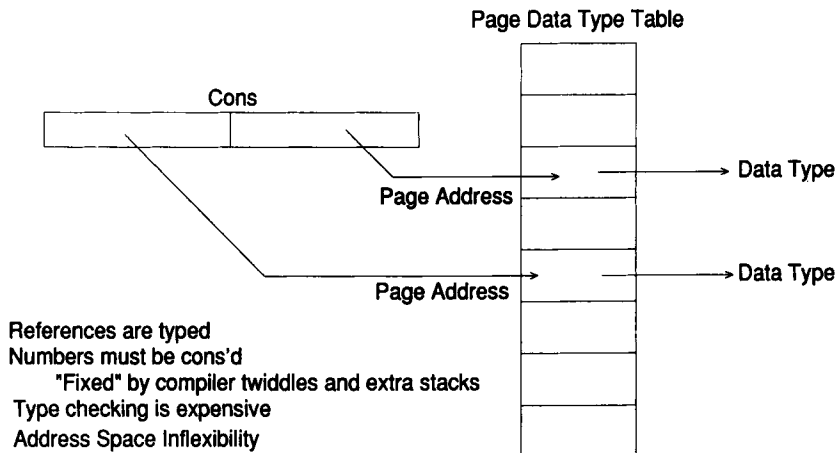 Page Data Type Table
Cons
Data Type
Page Address
Data Type
Page Address
References are typed
Numbers must be cons'd
"Fixed" by compiler twiddles and extra stacks
Type checking is expensive
Address Space Inflexibility